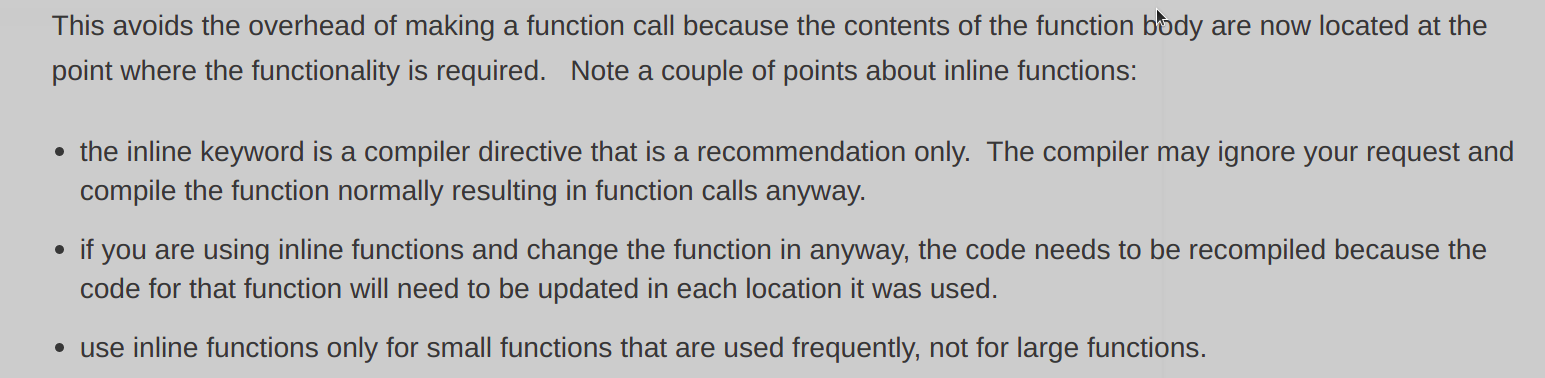 This avoids the overhead of making a function call because the contents of the function body are now located at the
point where the functionality is required.   Note a couple of points about inline functions:
• the inline keyword is a compiler directive that is a recommendation only.  The compiler may ignore your request and
compile the function normally resulting in function calls anyway.
• if you are using inline functions and change the function in anyway, the code needs to be recompiled because the
code for that function will need to be updated in each location it was used.
• use inline functions only for small functions that are used frequently, not for large functions.